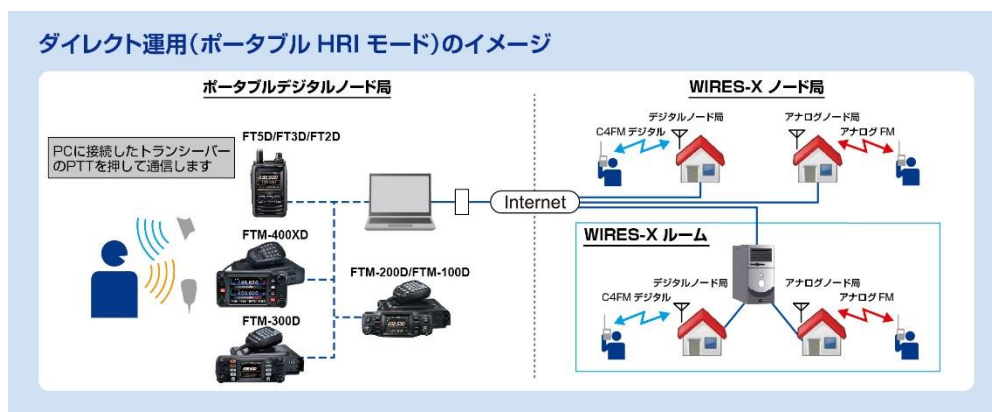 ダイレクト運用(ポータブル HRI モード)のイメージ
ポータブルデジタルノード局
PCに接続したトランシーバー
のPTTを押して通信します
FT5D/FT3D/FT2D
FTM-400XD
FTM-200D/FTM-100D
FTM-300D
Internet
WIRES-X ノード局
デジタルノード局
C4FM デジタル
アナログノード局
アナログ FM
WIRES-X ルーム
デジタルノード局
C4FM デジタル
アナログノード局
アナログ FM